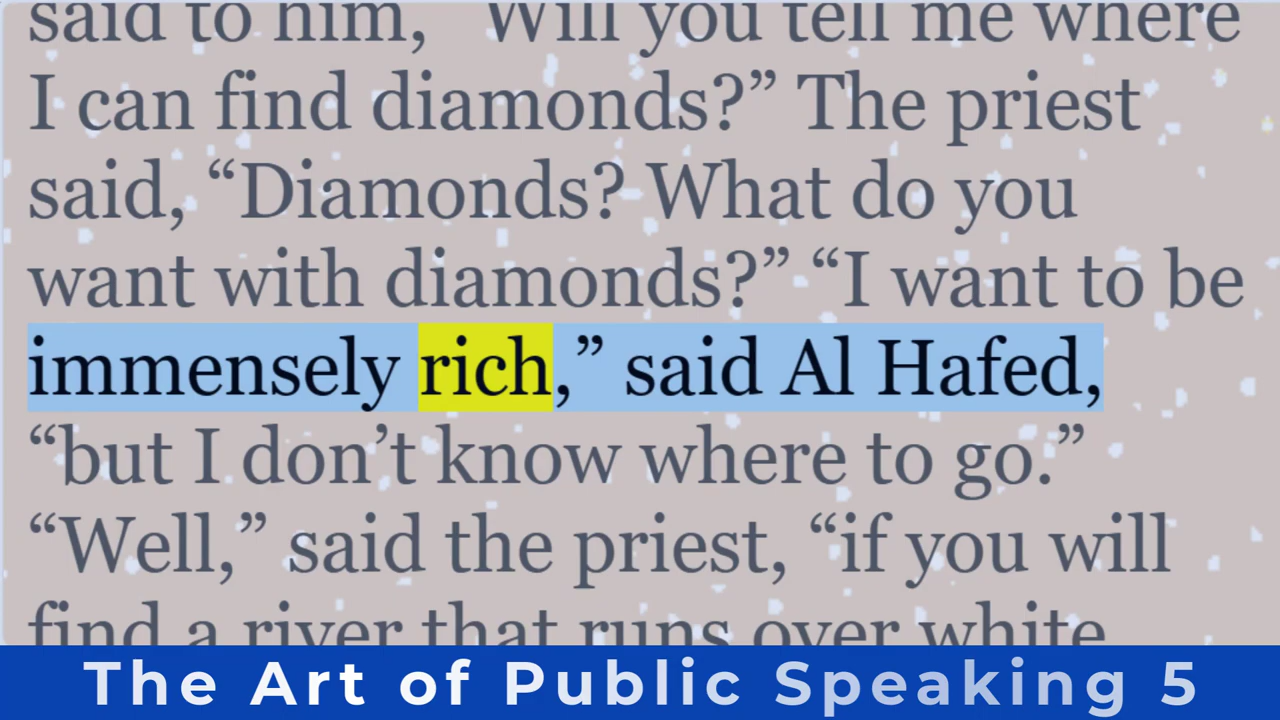 said to him, “Will you tell me where
I can find diamonds?” The priest
said, “Diamonds? What do you
want with diamonds?” “I want to be
immensely rich,” said Al Hafed,
“but I don’t know where to go.”
“Well,” said the priest, “if you will
find a river that runs over white
The Art of Public Speaking 5